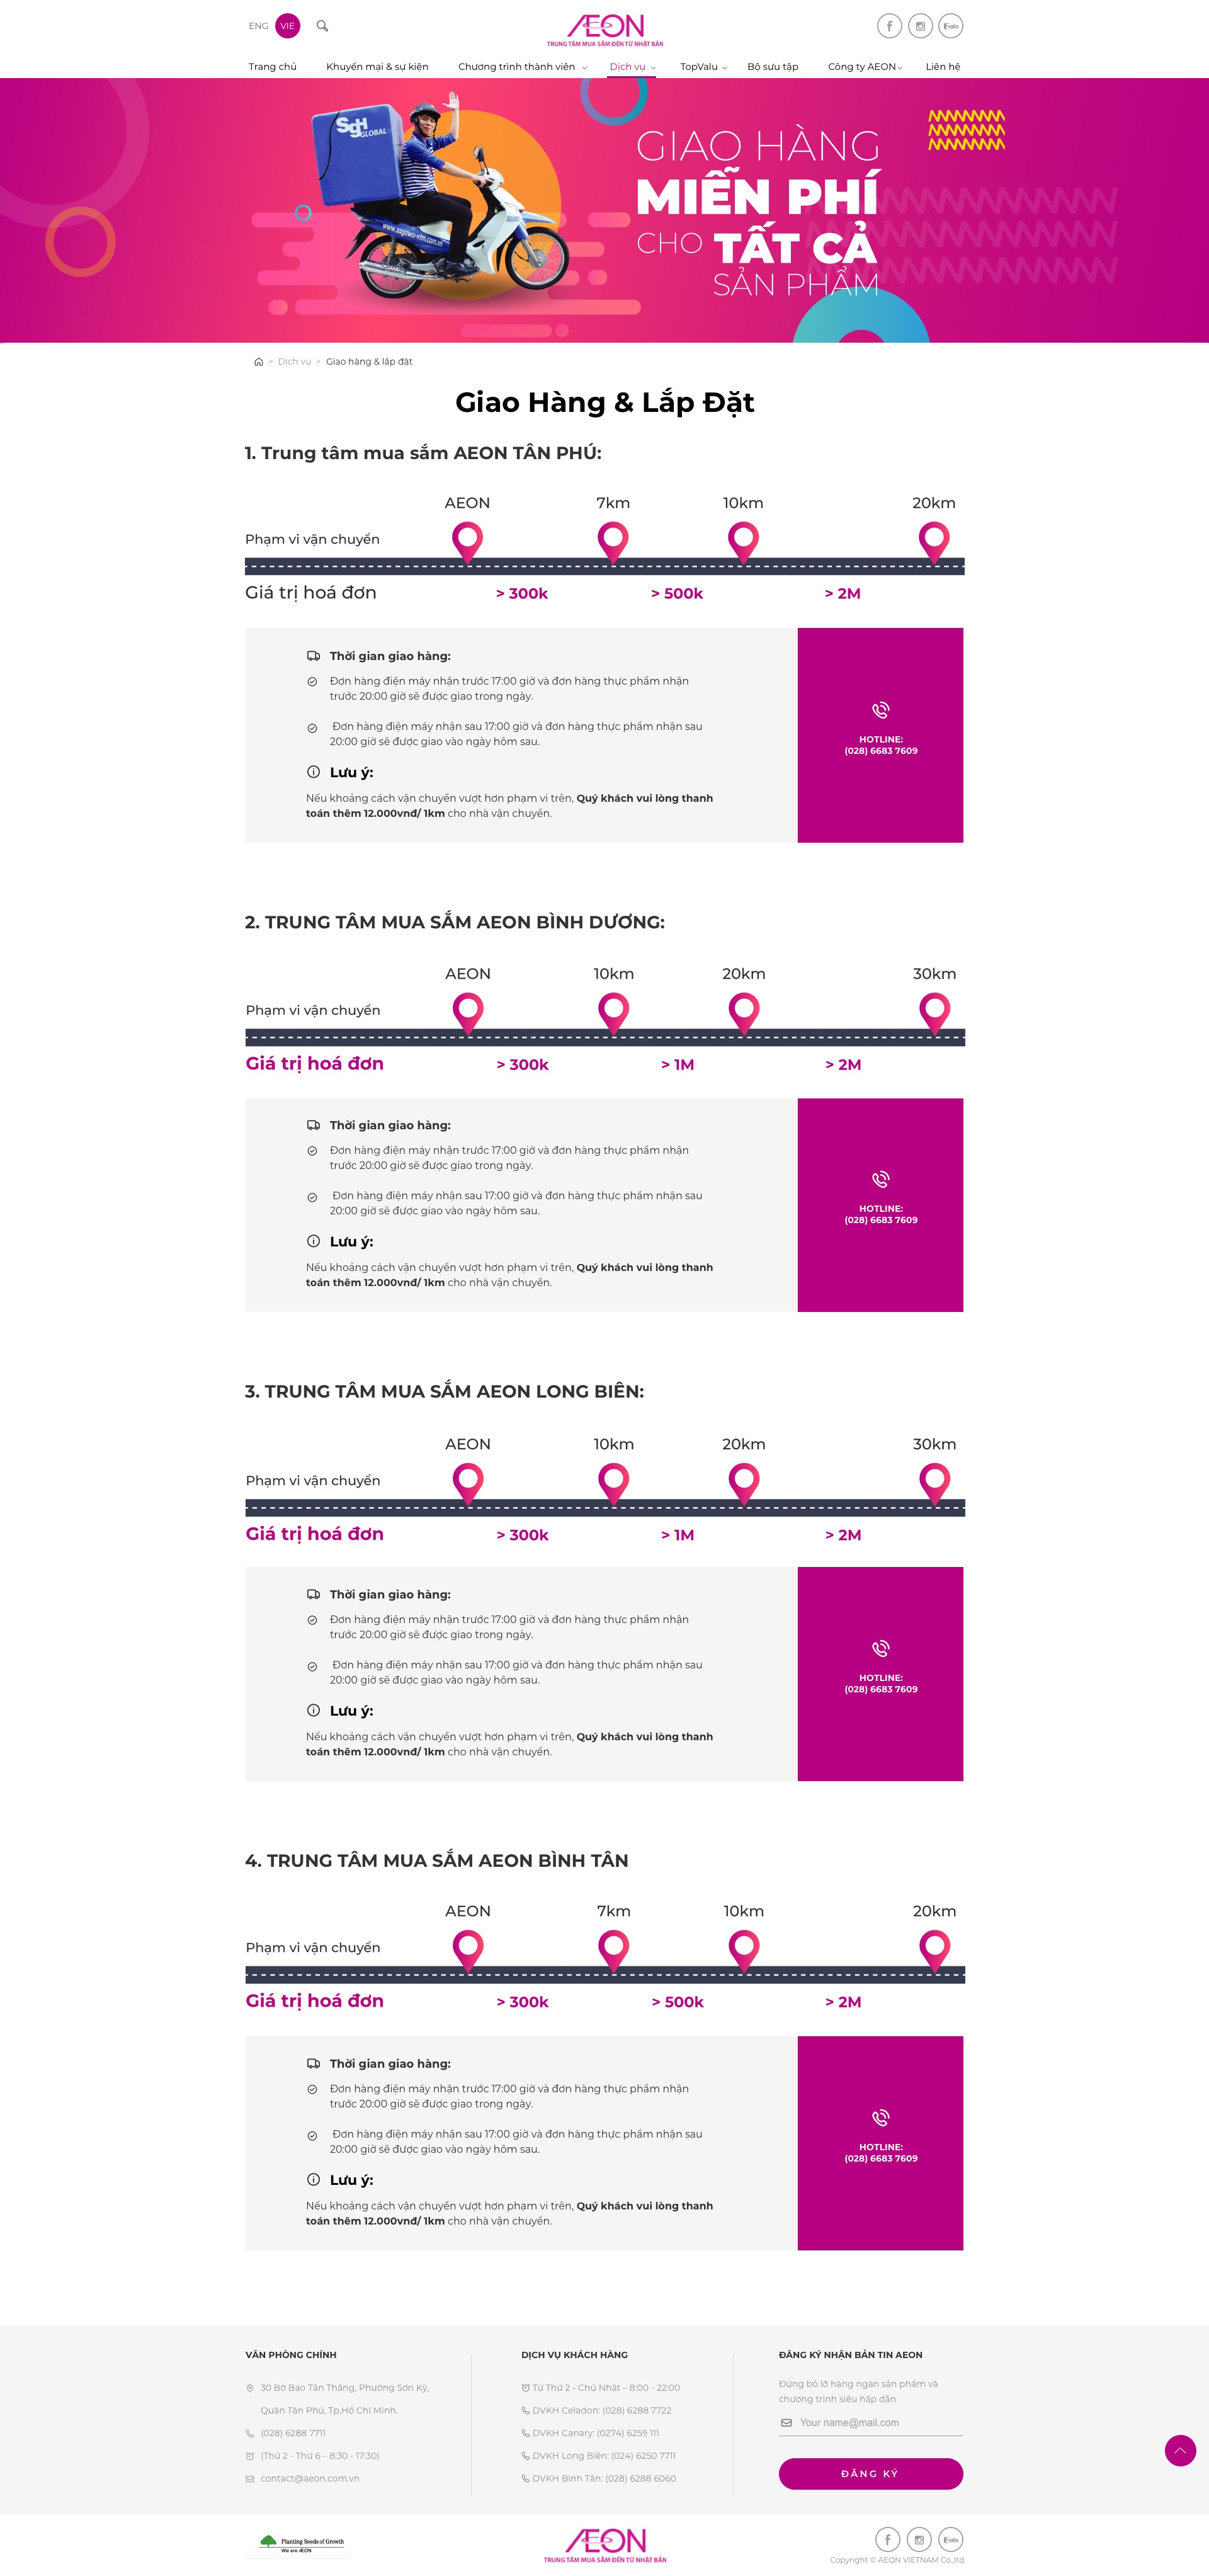 ENG VIE
ÆON
TRUNG TÂM MUA SẮM ĐẾN TỪ NHẬT BẢN
Zalo
Trang chủ Khuyến mại & sự kiện Chương trình thành viên Dịch vụ TopValu Bộ sưu tập Công ty AEON Liên hệ
SGH GLOBAL
www.sagawa-vtm.com.vn
GIAO HÀNG
MIỄN PHÍ
CHO TẤT CẢ
SẢN PHẨM
> Dịch vụ > Giao hàng & lắp đặt
Giao Hàng & Lắp Đặt
1. Trung tâm mua sắm AEON TÂN PHÚ:
AEON 7km 10km 20km
Phạm vi vận chuyển
Giá trị hoá đơn > 300k > 500k > 2M
Thời gian giao hàng:
Đơn hàng điện máy nhận trước 17:00 giờ và đơn hàng thực phẩm nhận
trước 20:00 giờ sẽ được giao trong ngày.
Đơn hàng điện máy nhận sau 17:00 giờ và đơn hàng thực phẩm nhận sau
20:00 giờ sẽ được giao vào ngày hôm sau.
Lưu ý:
Nếu khoảng cách vận chuyển vượt hơn phạm vi trên, Quý khách vui lòng thanh
toán thêm 12.000vnđ/ 1km cho nhà vận chuyển.
HOTLINE:
(028) 6683 7609
2. TRUNG TÂM MUA SẮM AEON BÌNH DƯƠNG:
AEON 10km 20km 30km
Phạm vi vận chuyển
Giá trị hoá đơn > 300k > 1M > 2M
Thời gian giao hàng:
Đơn hàng điện máy nhận trước 17:00 giờ và đơn hàng thực phẩm nhận
trước 20:00 giờ sẽ được giao trong ngày.
Đơn hàng điện máy nhận sau 17:00 giờ và đơn hàng thực phẩm nhận sau
20:00 giờ sẽ được giao vào ngày hôm sau.
Lưu ý:
Nếu khoảng cách vận chuyển vượt hơn phạm vi trên, Quý khách vui lòng thanh
toán thêm 12.000vnđ/ 1km cho nhà vận chuyển.
HOTLINE:
(028) 6683 7609
3. TRUNG TÂM MUA SẮM AEON LONG BIÊN:
AEON 10km 20km 30km
Phạm vi vận chuyển
Giá trị hoá đơn > 300k > 1M > 2M
Thời gian giao hàng:
Đơn hàng điện máy nhận trước 17:00 giờ và đơn hàng thực phẩm nhận
trước 20:00 giờ sẽ được giao trong ngày.
Đơn hàng điện máy nhận sau 17:00 giờ và đơn hàng thực phẩm nhận sau
20:00 giờ sẽ được giao vào ngày hôm sau.
Lưu ý:
Nếu khoảng cách vận chuyển vượt hơn phạm vi trên, Quý khách vui lòng thanh
toán thêm 12.000vnđ/ 1km cho nhà vận chuyển.
HOTLINE:
(028) 6683 7609
4. TRUNG TÂM MUA SẮM AEON BÌNH TÂN
AEON 7km 10km 20km
Phạm vi vận chuyển
Giá trị hoá đơn > 300k > 500k > 2M
Thời gian giao hàng:
Đơn hàng điện máy nhận trước 17:00 giờ và đơn hàng thực phẩm nhận
trước 20:00 giờ sẽ được giao trong ngày.
Đơn hàng điện máy nhận sau 17:00 giờ và đơn hàng thực phẩm nhận sau
20:00 giờ sẽ được giao vào ngày hôm sau.
Lưu ý:
Nếu khoảng cách vận chuyển vượt hơn phạm vi trên, Quý khách vui lòng thanh
toán thêm 12.000vnđ/ 1km cho nhà vận chuyển.
HOTLINE:
(028) 6683 7609
VĂN PHÒNG CHÍNH
30 Bờ Bao Tân Thắng, Phường Sơn Kỳ,
Quận Tân Phú, Tp.Hồ Chí Minh.
(028) 6288 7711
(Thứ 2 - Thứ 6 – 8:30 - 17:30)
contact@aeon.com.vn
DỊCH VỤ KHÁCH HÀNG
Từ Thứ 2 - Chủ Nhật – 8:00 - 22:00
DVKH Celadon: (028) 6288 7722
DVKH Canary: (0274) 6259 111
DVKH Long Biên: (024) 6250 7711
DVKH Bình Tân: (028) 6288 6060
ĐĂNG KÝ NHẬN BẢN TIN AEON
Đừng bỏ lỡ hàng ngàn sản phẩm và
chương trình siêu hấp dẫn
Your name@mail.com
ĐĂNG KÝ
Planting Seeds of Growth
We are ÆON
ÆON
TRUNG TÂM MUA SẮM ĐẾN TỪ NHẬT BẢN
Zalo
Copyright © AEON VIETNAM Co.,ltd